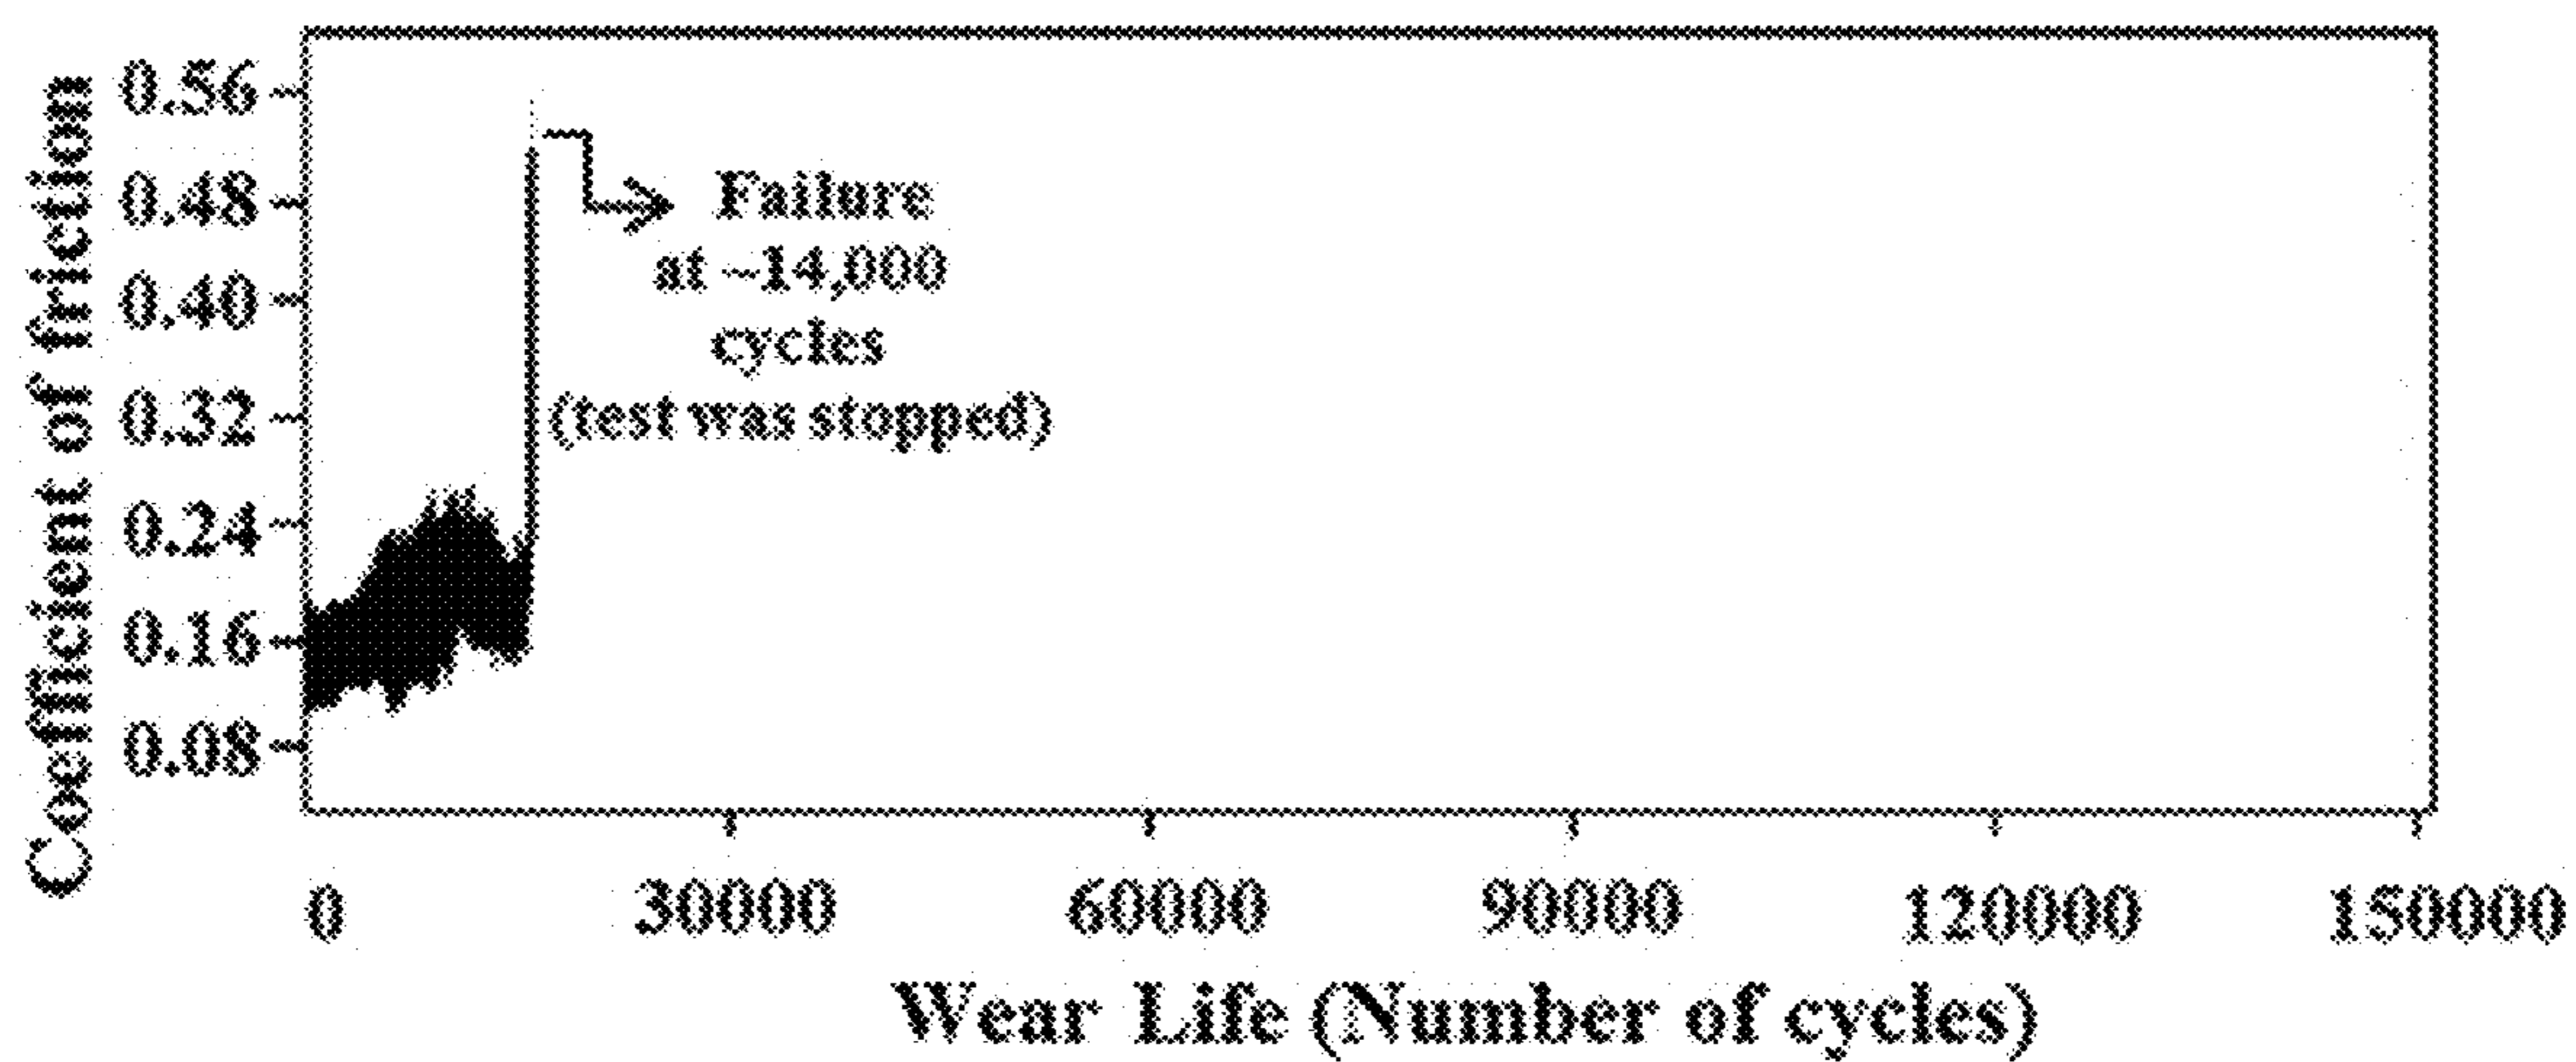 Coefficient of friction
0.56
0.48
0.40
0.32
0.24
0.16
0.08
Failure
at ~14,000
cycles
(test was stopped)
0 30000 60000 90000 120000 150000
Wear Life (Number of cycles)